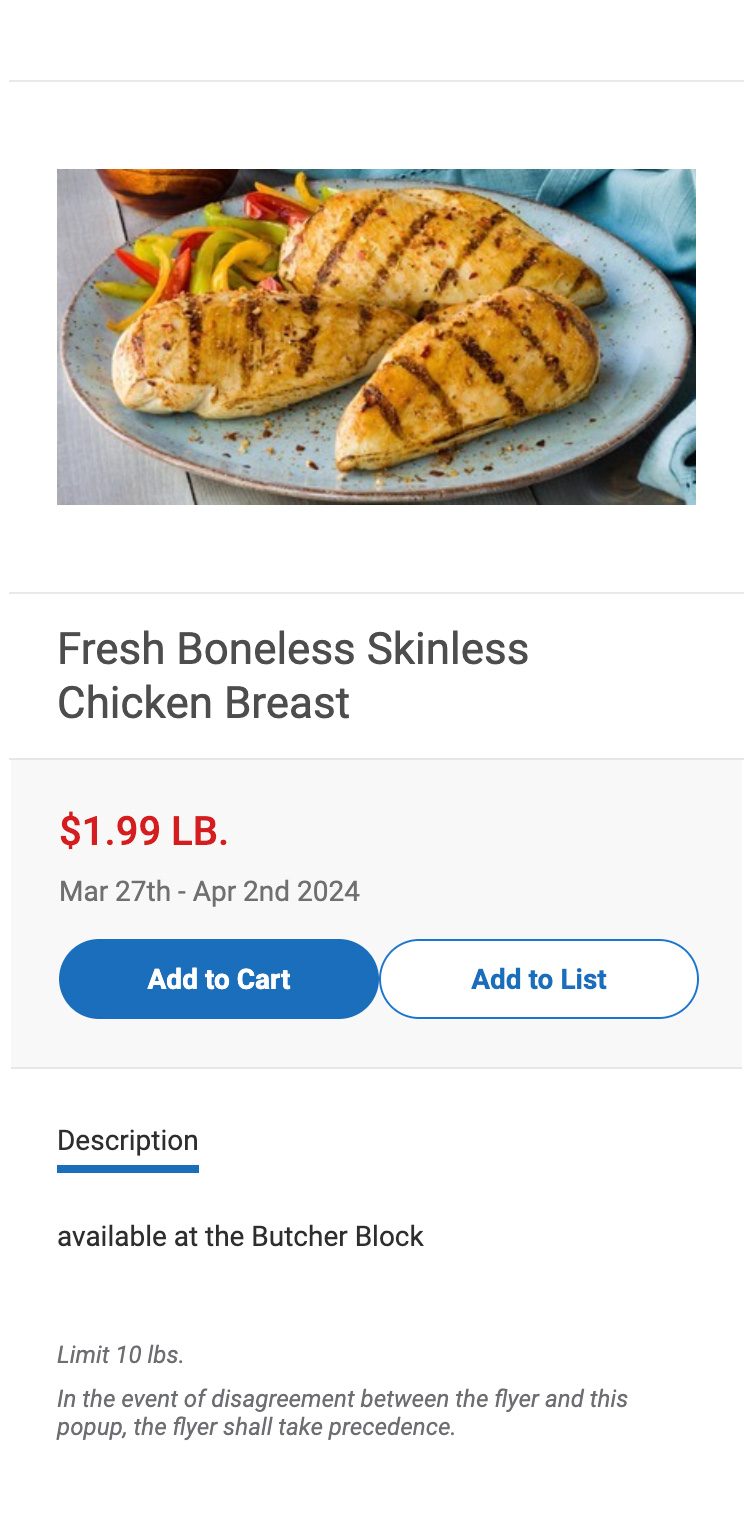 Fresh Boneless Skinless
Chicken Breast
$1.99 LB.
Mar 27th - Apr 2nd 2024
Add to Cart
Add to List
Description
available at the Butcher Block
Limit 10 lbs.
In the event of disagreement between the flyer and this
popup, the flyer shall take precedence.